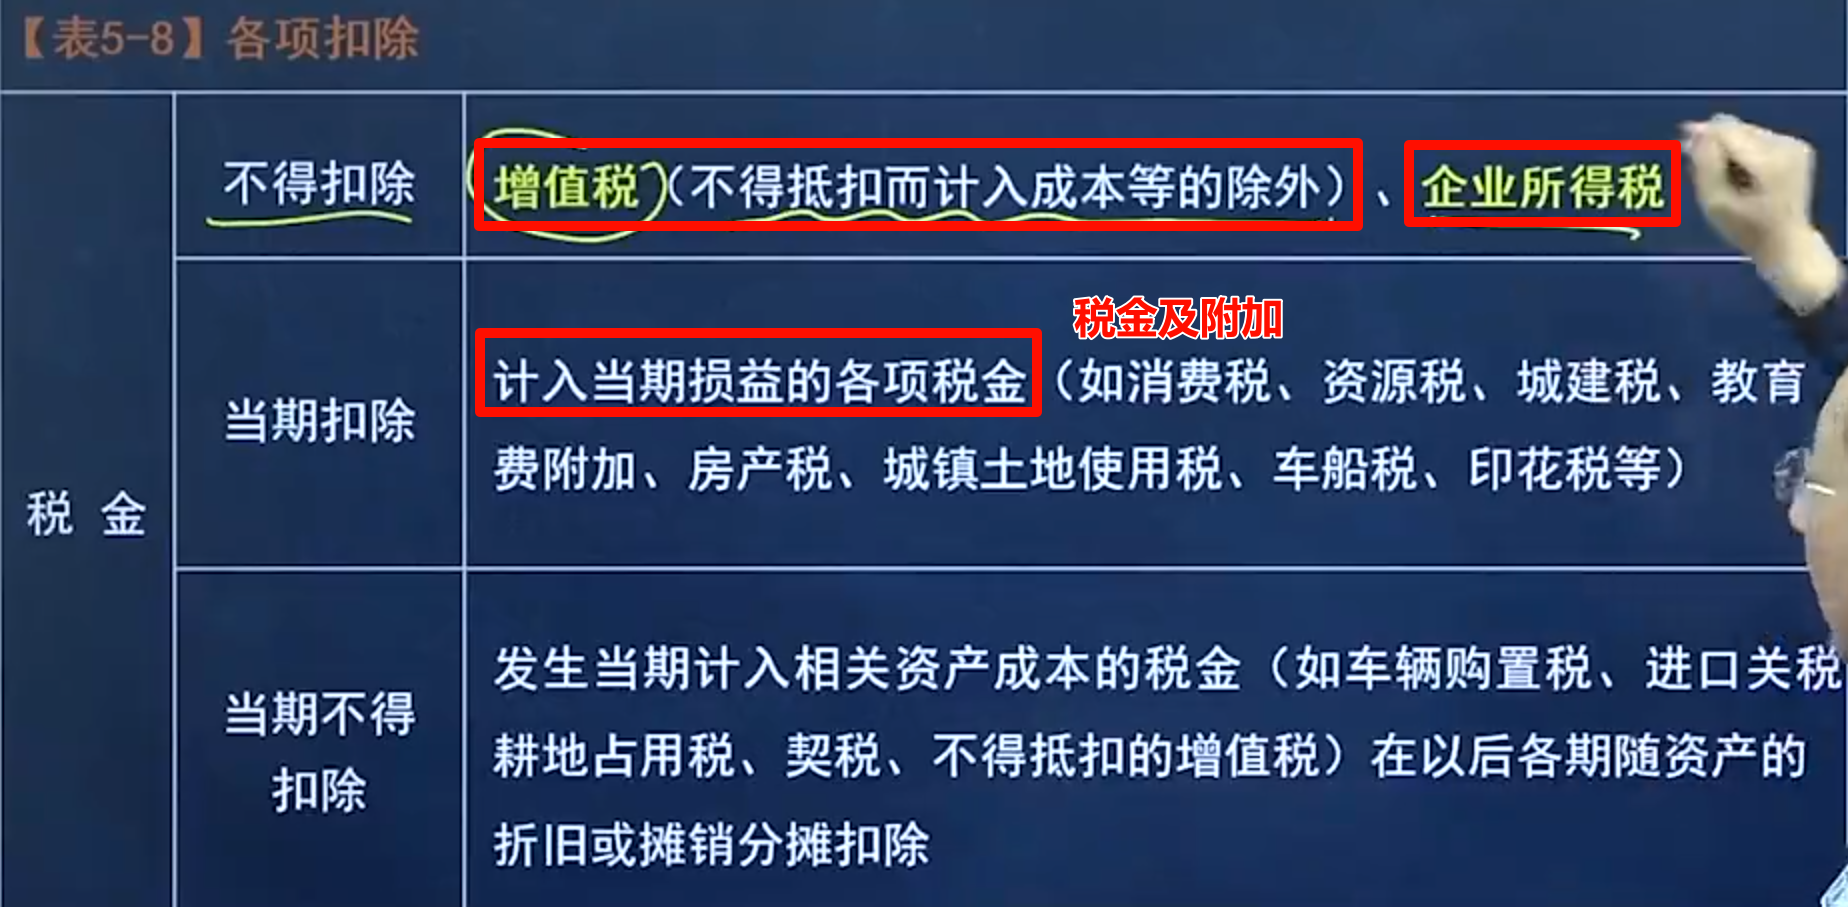 【表5-8】各项扣除
税 金
不得扣除
增值税（不得抵扣而计入成本等的除外）、企业所得税
税金及附加
当期扣除
计入当期损益的各项税金（如消费税、资源税、城建税、教育
费附加、房产税、城镇土地使用税、车船税、印花税等）
当期不得
扣除
发生当期计入相关资产成本的税金（如车辆购置税、进口关税
耕地占用税、契税、不得抵扣的增值税）在以后各期随资产的
折旧或摊销分摊扣除